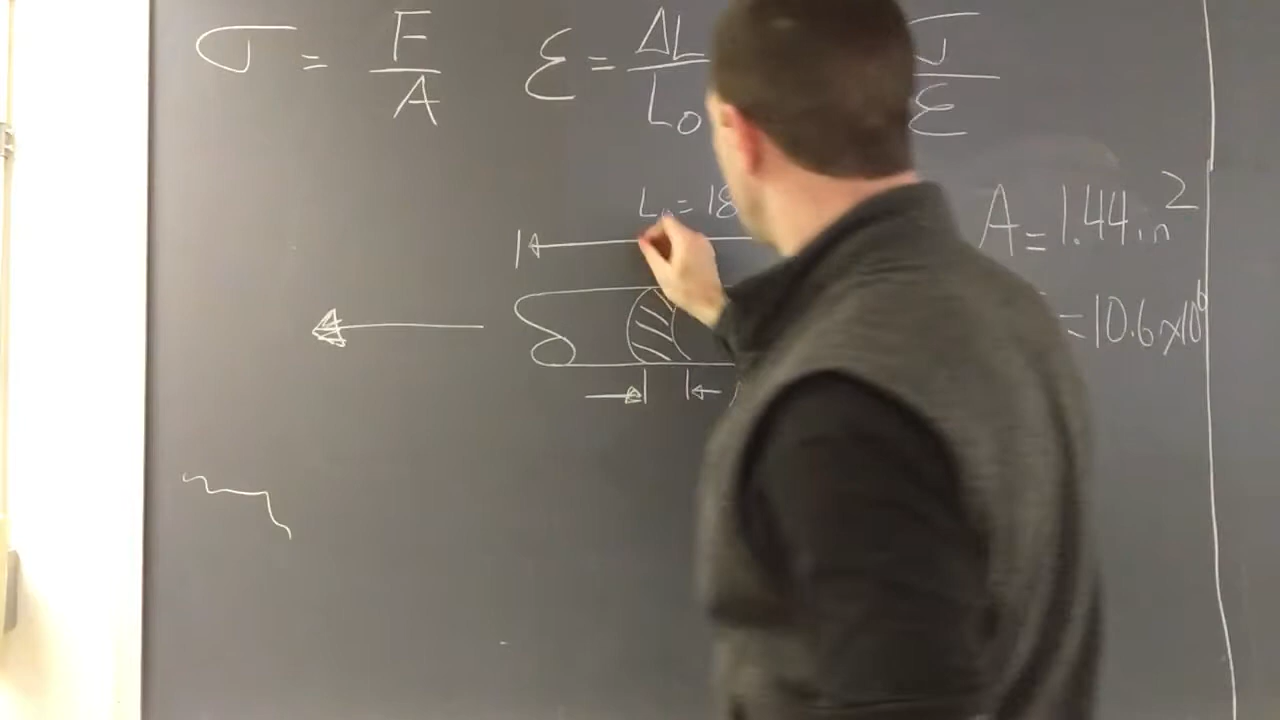 σ = F/A ε = ΔL/L₀ σ/ε
L₀ = 18
A = 1.44 in²
= 10.6 x 10⁶